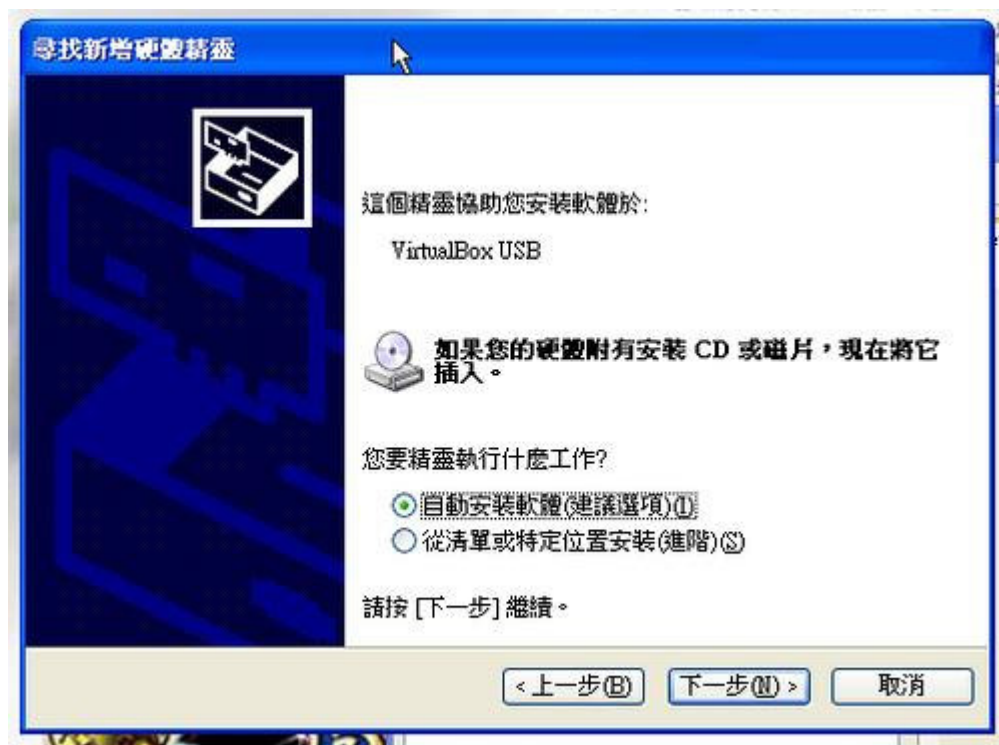 尋找新增硬體精靈
這個精靈協助您安裝軟體於:
VirtualBox USB
如果您的硬體附有安裝 CD 或磁片，現在將它
插入。
您要精靈執行什麼工作?
自動安裝軟體(建議選項)(I)
從清單或特定位置安裝(進階)(S)
請按 [下一步] 繼續。
<上一步(B)
下一步(N) >
取消